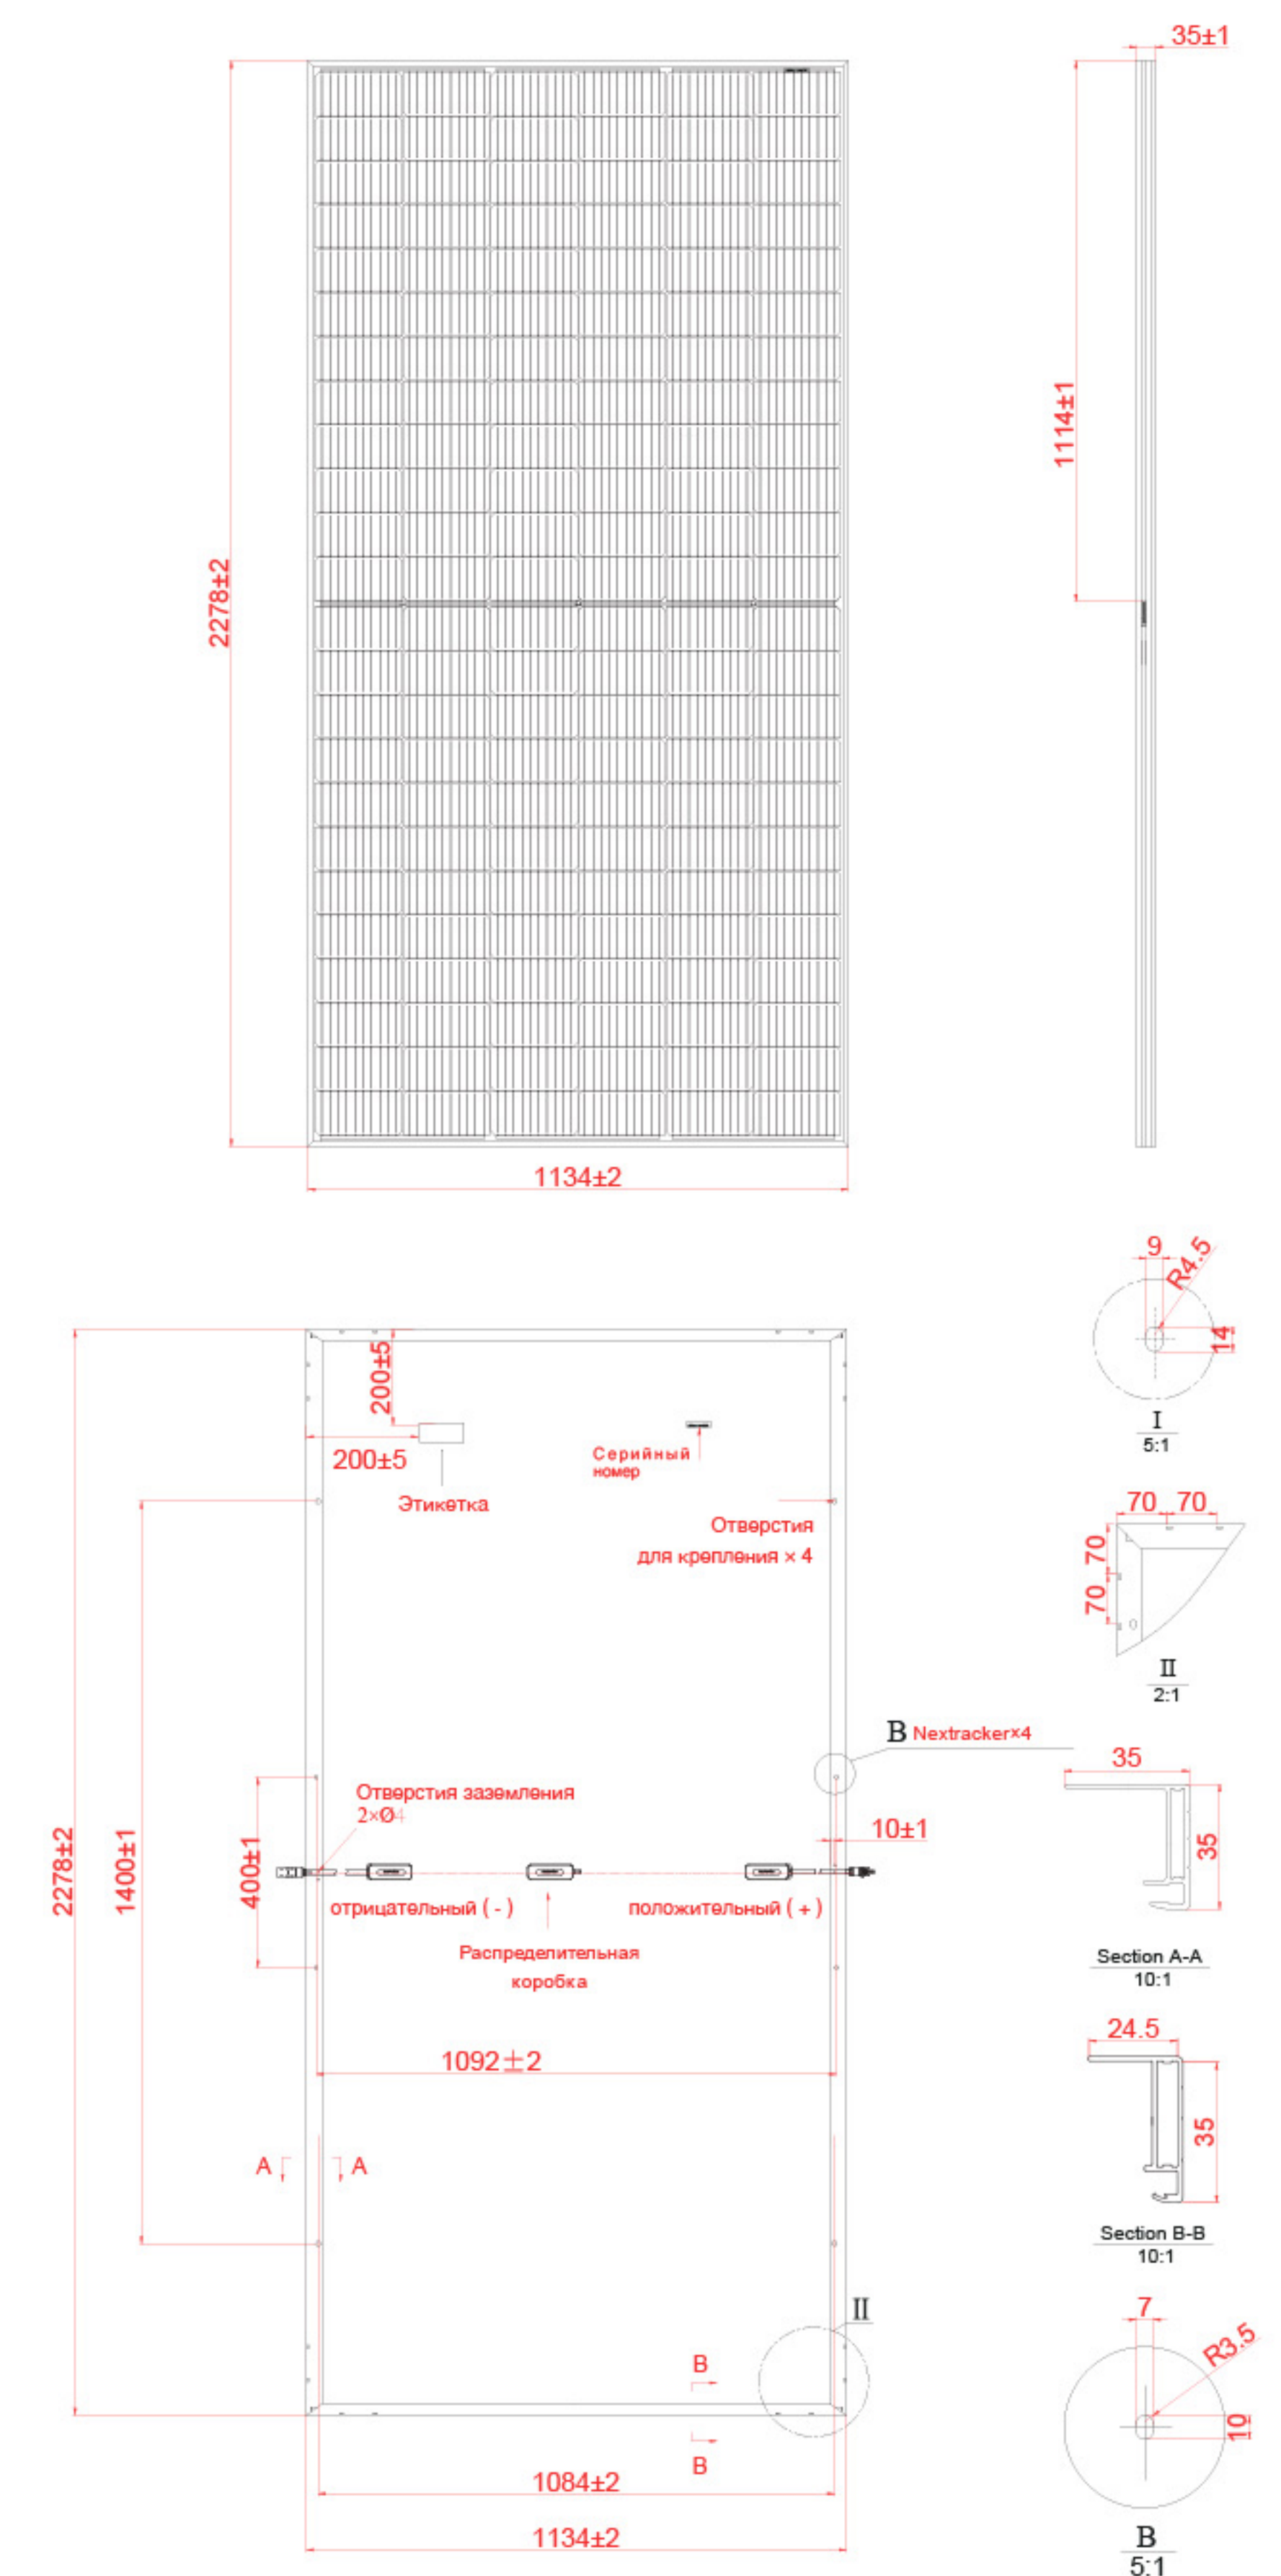 35±1
1114±1
2278±2
1134±2
9
R4.5
14
I
5:1
200±5
200±5
Этикетка
Серийный
номер
Отверстия
для крепления × 4
70 70
70
70
II
2:1
B Nextracker×4
Отверстия заземления
2×Ø4
10±1
2278±2
1400±1
400±1
отрицательный ( - )
положительный ( + )
Распределительная
коробка
35
35
Section A-A
10:1
1092±2
24.5
35
Section B-B
10:1
A A
II
B
B
1084±2
1134±2
7
R3.5
10
B
5:1